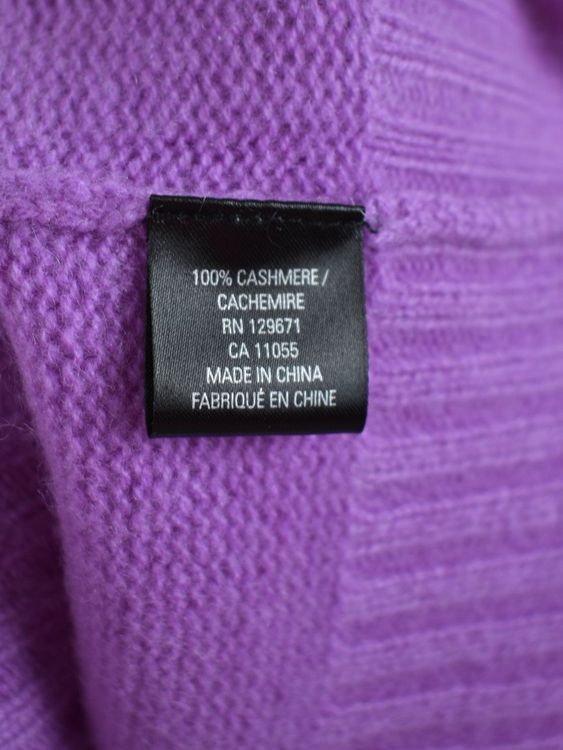 100% CASHMERE /
CACHEMIRE
RN 129671
CA 11055
MADE IN CHINA
FABRIQUÉ EN CHINE